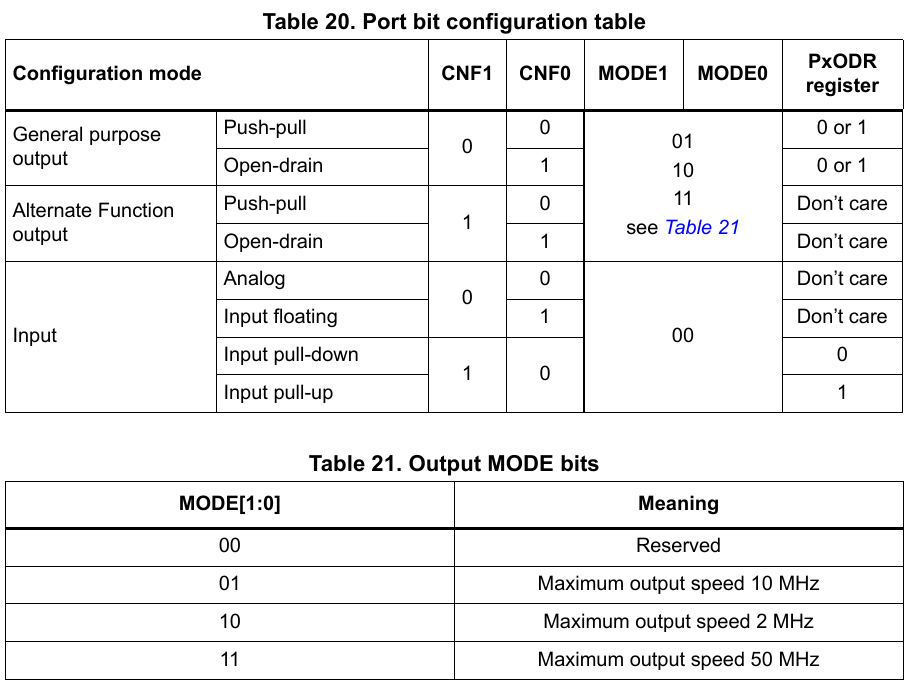 Table 20. Port bit configuration table
Configuration mode CNF1 CNF0 MODE1 MODE0 PxODR register
General purpose output Push-pull 0 0 01 10 11 see Table 21 0 or 1
Open-drain 1 0 or 1
Alternate Function output Push-pull 1 0 Don't care
Open-drain 1 Don't care
Input Analog 0 0 00 Don't care
Input floating 1 Don't care
Input pull-down 1 0 0
Input pull-up 1
Table 21. Output MODE bits
MODE[1:0] Meaning
00 Reserved
01 Maximum output speed 10 MHz
10 Maximum output speed 2 MHz
11 Maximum output speed 50 MHz